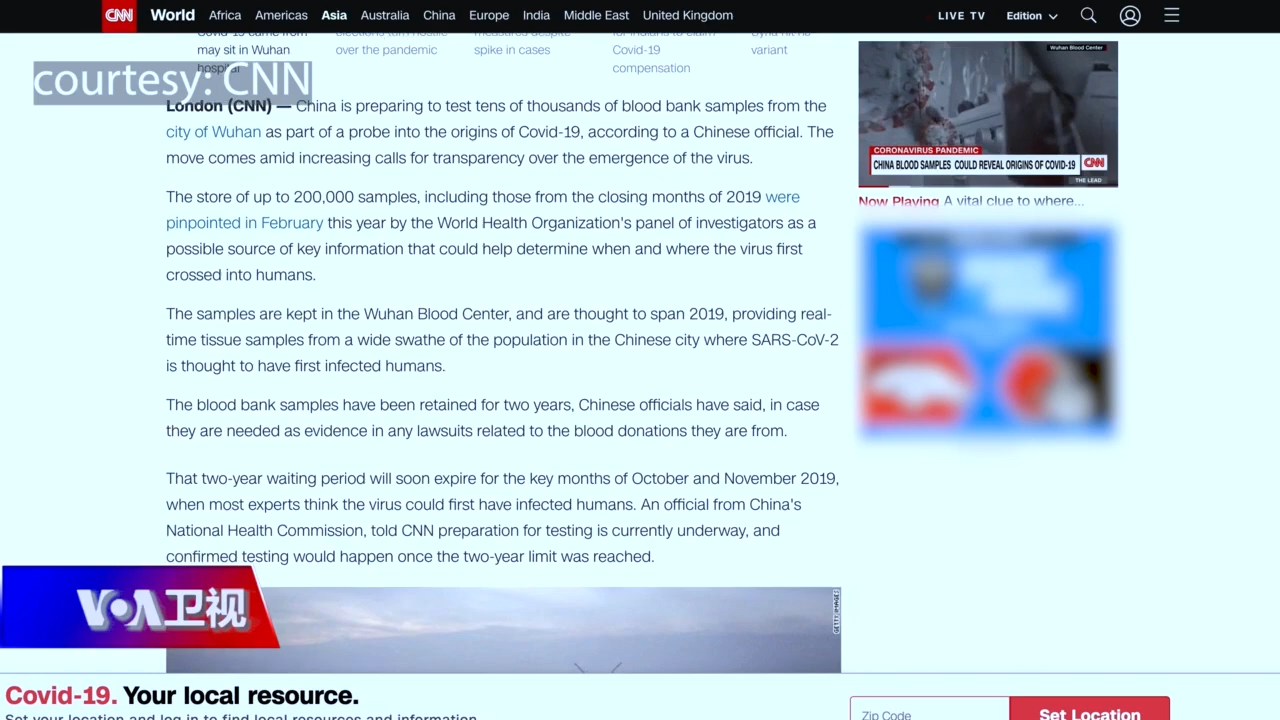 CNN World Africa Americas Asia Australia China Europe India Middle East United Kingdom LIVE TV Edition
Covid-19 came from
may sit in Wuhan
hospital
over the pandemic
spike in cases
Covid-19
compensation
variant
courtesy: CNN
London (CNN) — China is preparing to test tens of thousands of blood bank samples from the
city of Wuhan as part of a probe into the origins of Covid-19, according to a Chinese official. The
move comes amid increasing calls for transparency over the emergence of the virus.
The store of up to 200,000 samples, including those from the closing months of 2019 were
pinpointed in February this year by the World Health Organization's panel of investigators as a
possible source of key information that could help determine when and where the virus first
crossed into humans.
The samples are kept in the Wuhan Blood Center, and are thought to span 2019, providing real-
time tissue samples from a wide swathe of the population in the Chinese city where SARS-CoV-2
is thought to have first infected humans.
The blood bank samples have been retained for two years, Chinese officials have said, in case
they are needed as evidence in any lawsuits related to the blood donations they are from.
That two-year waiting period will soon expire for the key months of October and November 2019,
when most experts think the virus could first have infected humans. An official from China's
National Health Commission, told CNN preparation for testing is currently underway, and
confirmed testing would happen once the two-year limit was reached.
Wuhan Blood Center
CORONAVIRUS PANDEMIC
CHINA BLOOD SAMPLES COULD REVEAL ORIGINS OF COVID-19
CNN
THE LEAD
Now Playing A vital clue to where...
GETTY IMAGES
VOA卫视
Covid-19. Your local resource.
Set your location and log in to find local resources and information
Zip Code
Set Location